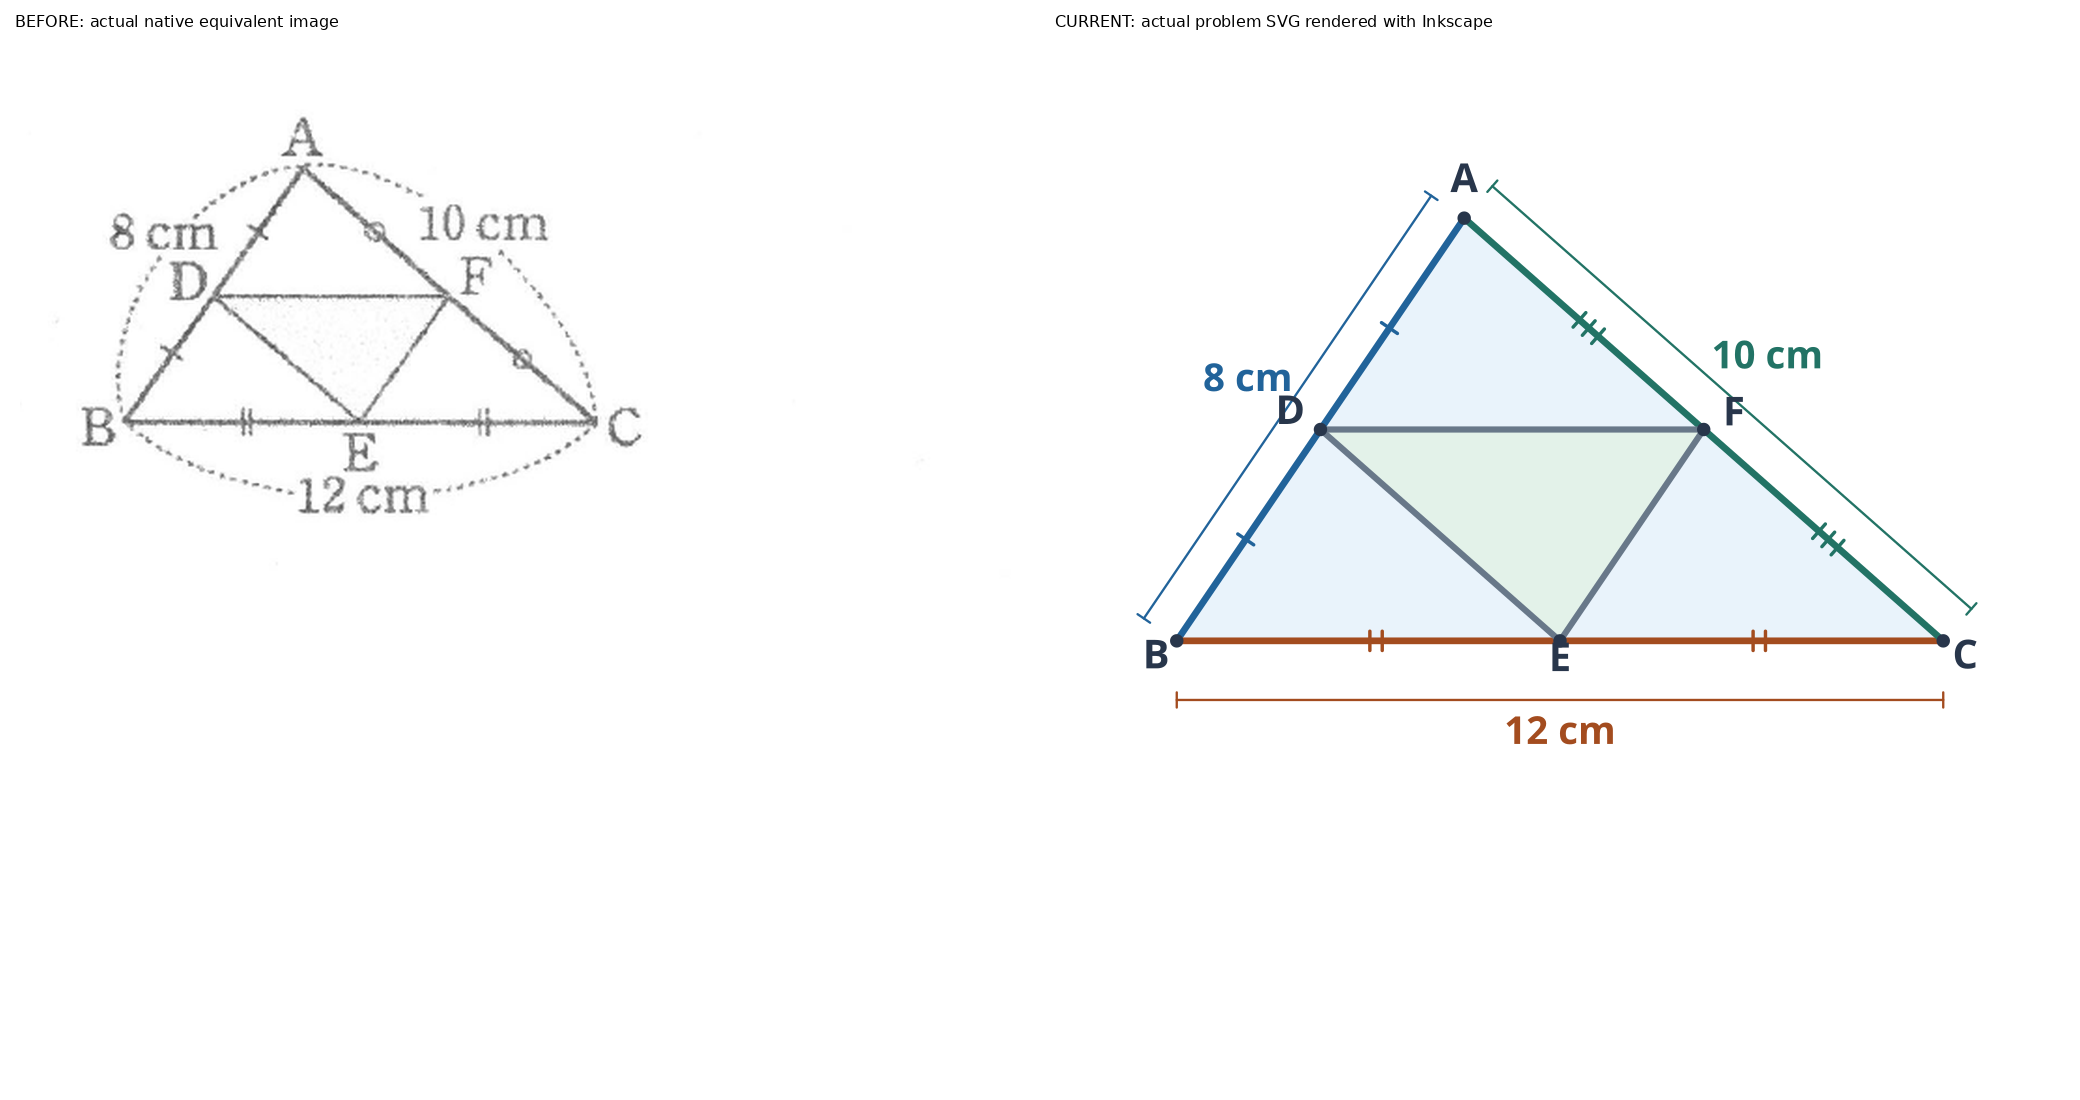 BEFORE: actual native equivalent image
A
8 cm
10 cm
D
F
B
E
C
12 cm
CURRENT: actual problem SVG rendered with Inkscape
A
10 cm
8 cm
D
F
B
E
C
12 cm